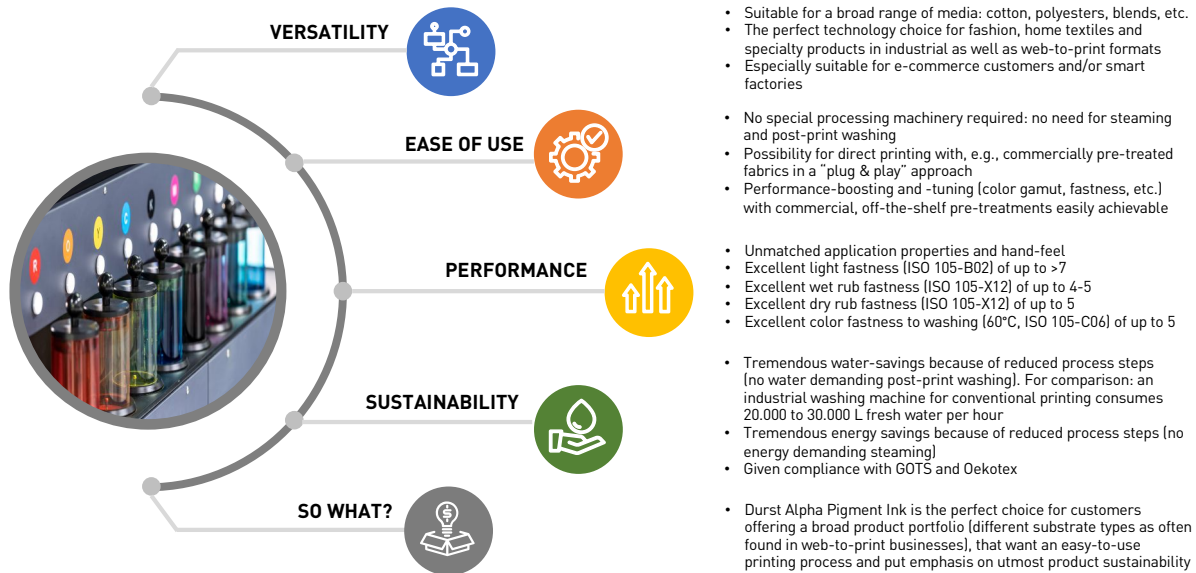 VERSATILITY
• Suitable for a broad range of media: cotton, polyesters, blends, etc.
• The perfect technology choice for fashion, home textiles and
specialty products in industrial as well as web-to-print formats
• Especially suitable for e-commerce customers and/or smart
factories
EASE OF USE
• No special processing machinery required: no need for steaming
and post-print washing
• Possibility for direct printing with, e.g., commercially pre-treated
fabrics in a "plug & play" approach
• Performance-boosting and -tuning (color gamut, fastness, etc.)
with commercial, off-the-shelf pre-treatments easily achievable
PERFORMANCE
• Unmatched application properties and hand-feel
• Excellent light fastness (ISO 105-B02) of up to >7
• Excellent wet rub fastness (ISO 105-X12) of up to 4-5
• Excellent dry rub fastness (ISO 105-X12) of up to 5
• Excellent color fastness to washing (60°C, ISO 105-C06) of up to 5
SUSTAINABILITY
• Tremendous water-savings because of reduced process steps
(no water demanding post-print washing). For comparison: an
industrial washing machine for conventional printing consumes
20.000 to 30.000 L fresh water per hour
• Tremendous energy savings because of reduced process steps (no
energy demanding steaming)
• Given compliance with GOTS and Oekotex
SO WHAT?
$
• Durst Alpha Pigment Ink is the perfect choice for customers
offering a broad product portfolio (different substrate types as often
found in web-to-print businesses), that want an easy-to-use
printing process and put emphasis on utmost product sustainability
R
O
Y
C
K
M